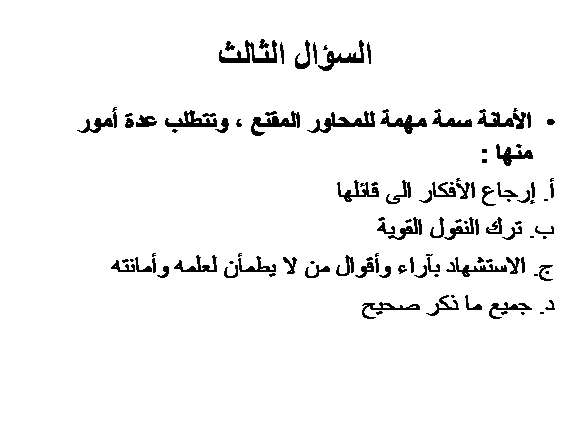 السؤال الثالث
• الأمانة سمة مهمة للمحاور المقنع ، وتتطلب عدة أمور
منها :
أ. إرجاع الأفكار الى قائلها
ب. ترك النقول القوية
ج. الاستشهاد بآراء وأقوال من لا يطمأن لعلمه وأمانته
د. جميع ما ذكر صحيح